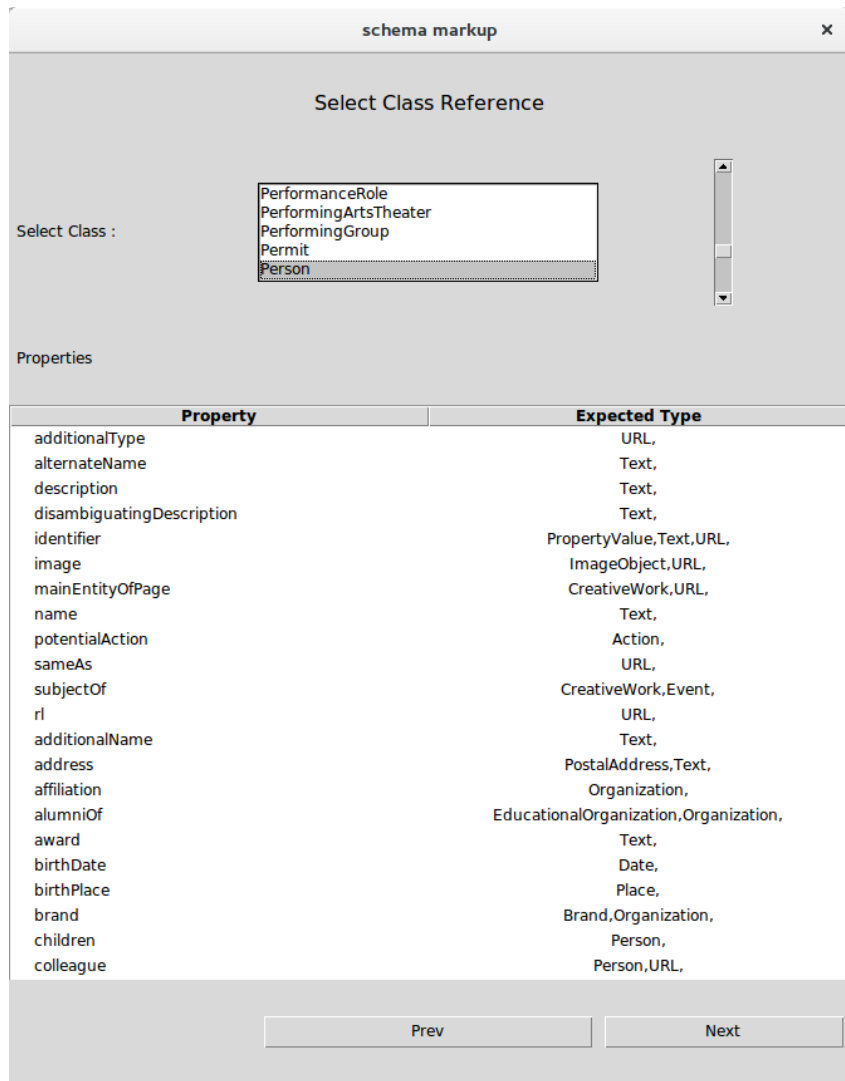 schema markup ×
Select Class Reference
PerformanceRole
PerformingArtsTheater
Select Class : PerformingGroup
Permit
Person
Properties
Property Expected Type
additionalType URL,
alternateName Text,
description Text,
disambiguatingDescription Text,
identifier PropertyValue,Text,URL,
image ImageObject,URL,
mainEntityOfPage CreativeWork,URL,
name Text,
potentialAction Action,
sameAs URL,
subjectOf CreativeWork,Event,
rl URL,
additionalName Text,
address PostalAddress,Text,
affiliation Organization,
alumniOf EducationalOrganization,Organization,
award Text,
birthDate Date,
birthPlace Place,
brand Brand,Organization,
children Person,
colleague Person,URL,
Prev Next